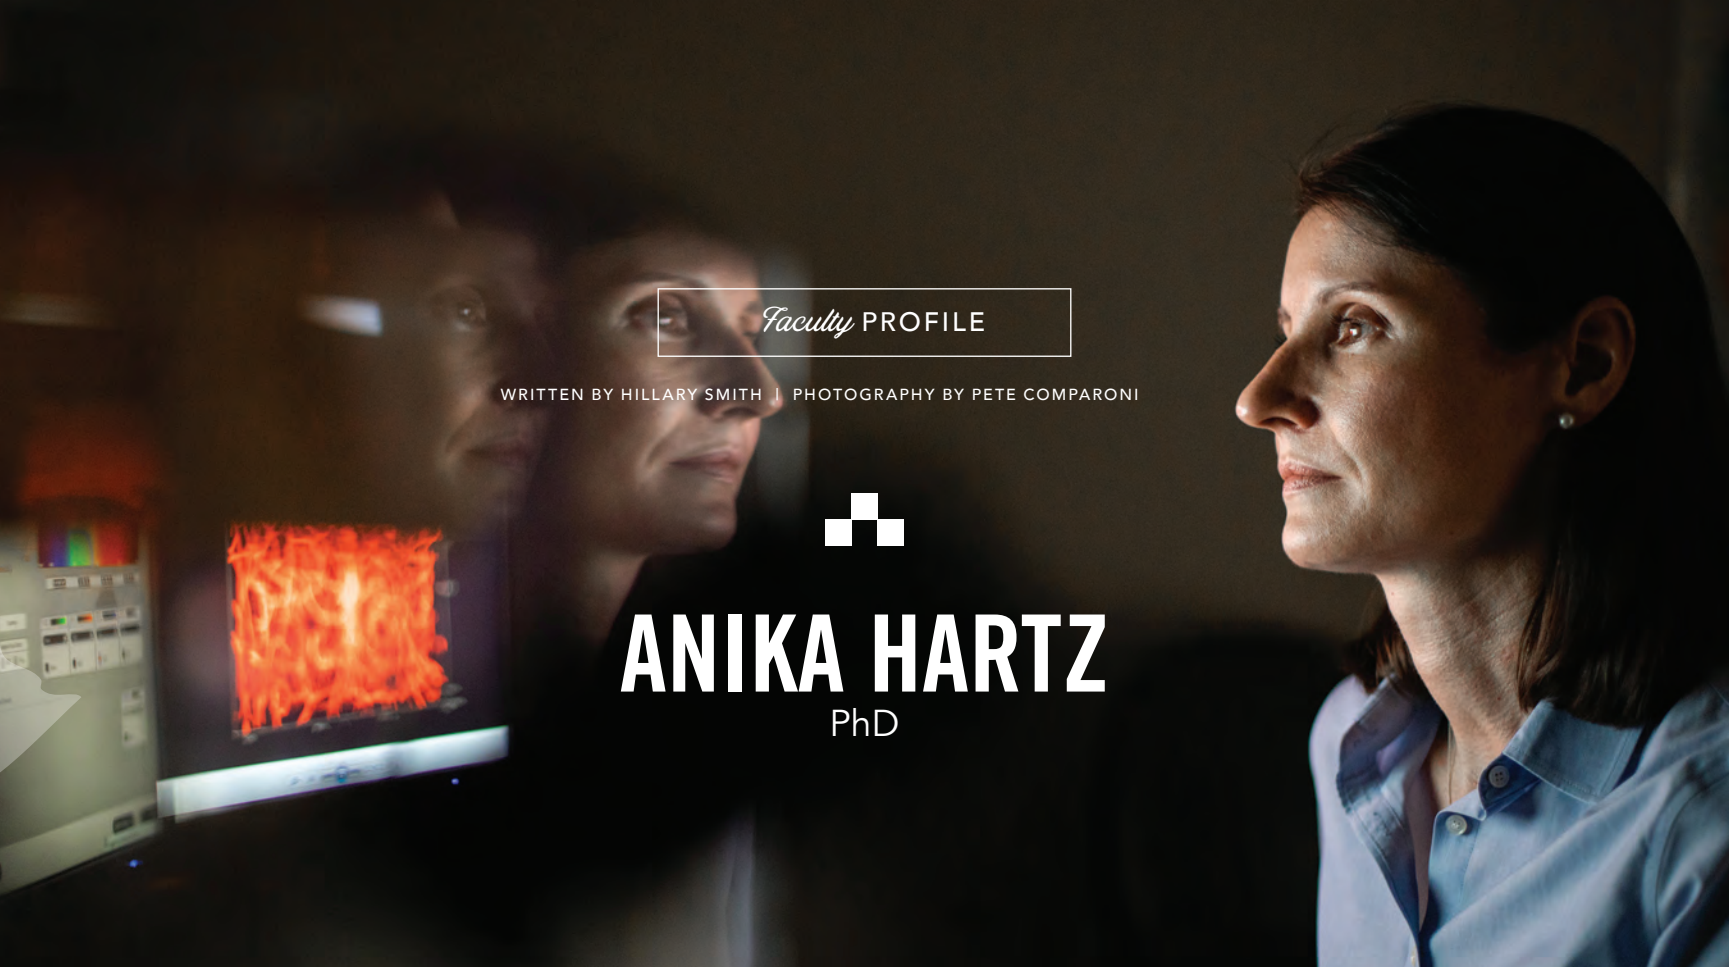 Faculty PROFILE
WRITTEN BY HILLARY SMITH | PHOTOGRAPHY BY PETE COMPARONI
ANIKA HARTZ
PhD